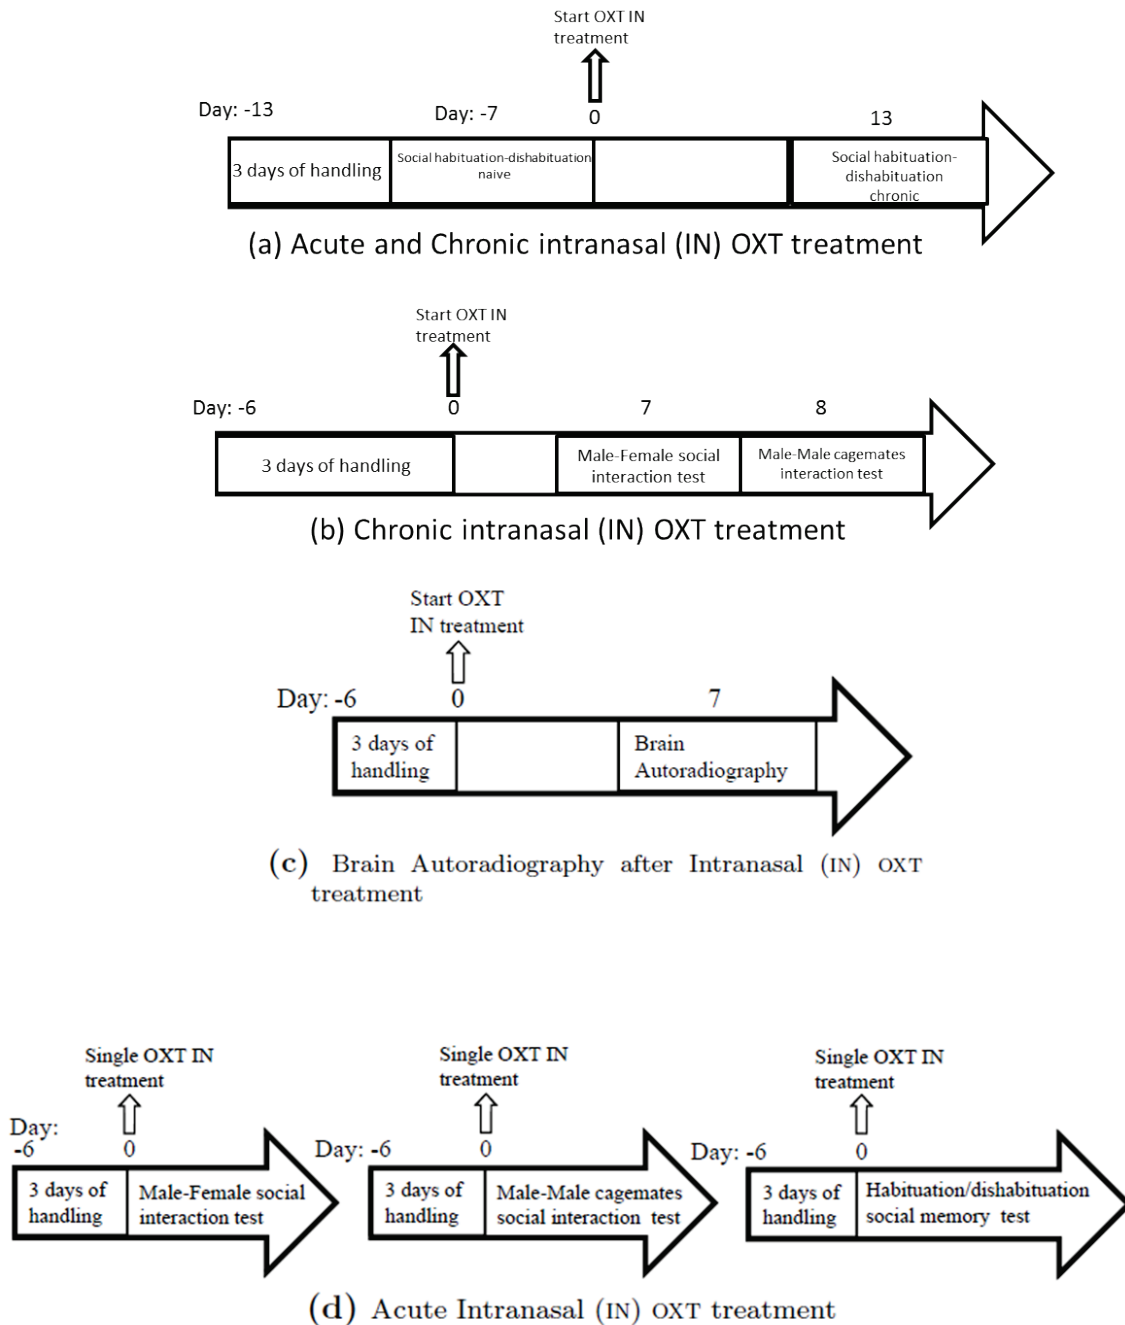 Start OXT IN
treatment
Day: -13
Day: -7
0
13
3 days of handling
Social habituation-dishabituation
naive
Social habituation-
dishabituation
chronic
(a) Acute and Chronic intranasal (IN) OXT treatment
Start OXT IN
treatment
Day: -6
0
7
8
3 days of handling
Male-Female social
interaction test
Male-Male cagemates
interaction test
(b) Chronic intranasal (IN) OXT treatment
Start OXT
IN treatment
Day: -6
0
7
3 days of
handling
Brain
Autoradiography
(c) Brain Autoradiography after Intranasal (IN) OXT
treatment
Single OXT IN
treatment
Day:
-6
0
3 days of
handling
Male-Female social
interaction test
Single OXT IN
treatment
Day: -6
0
3 days of
handling
Male-Male cagemates
social interaction test
Single OXT IN
treatment
Day: -6
0
3 days of
handling
Habituation/dishabituation
social memory test
(d) Acute Intranasal (IN) OXT treatment